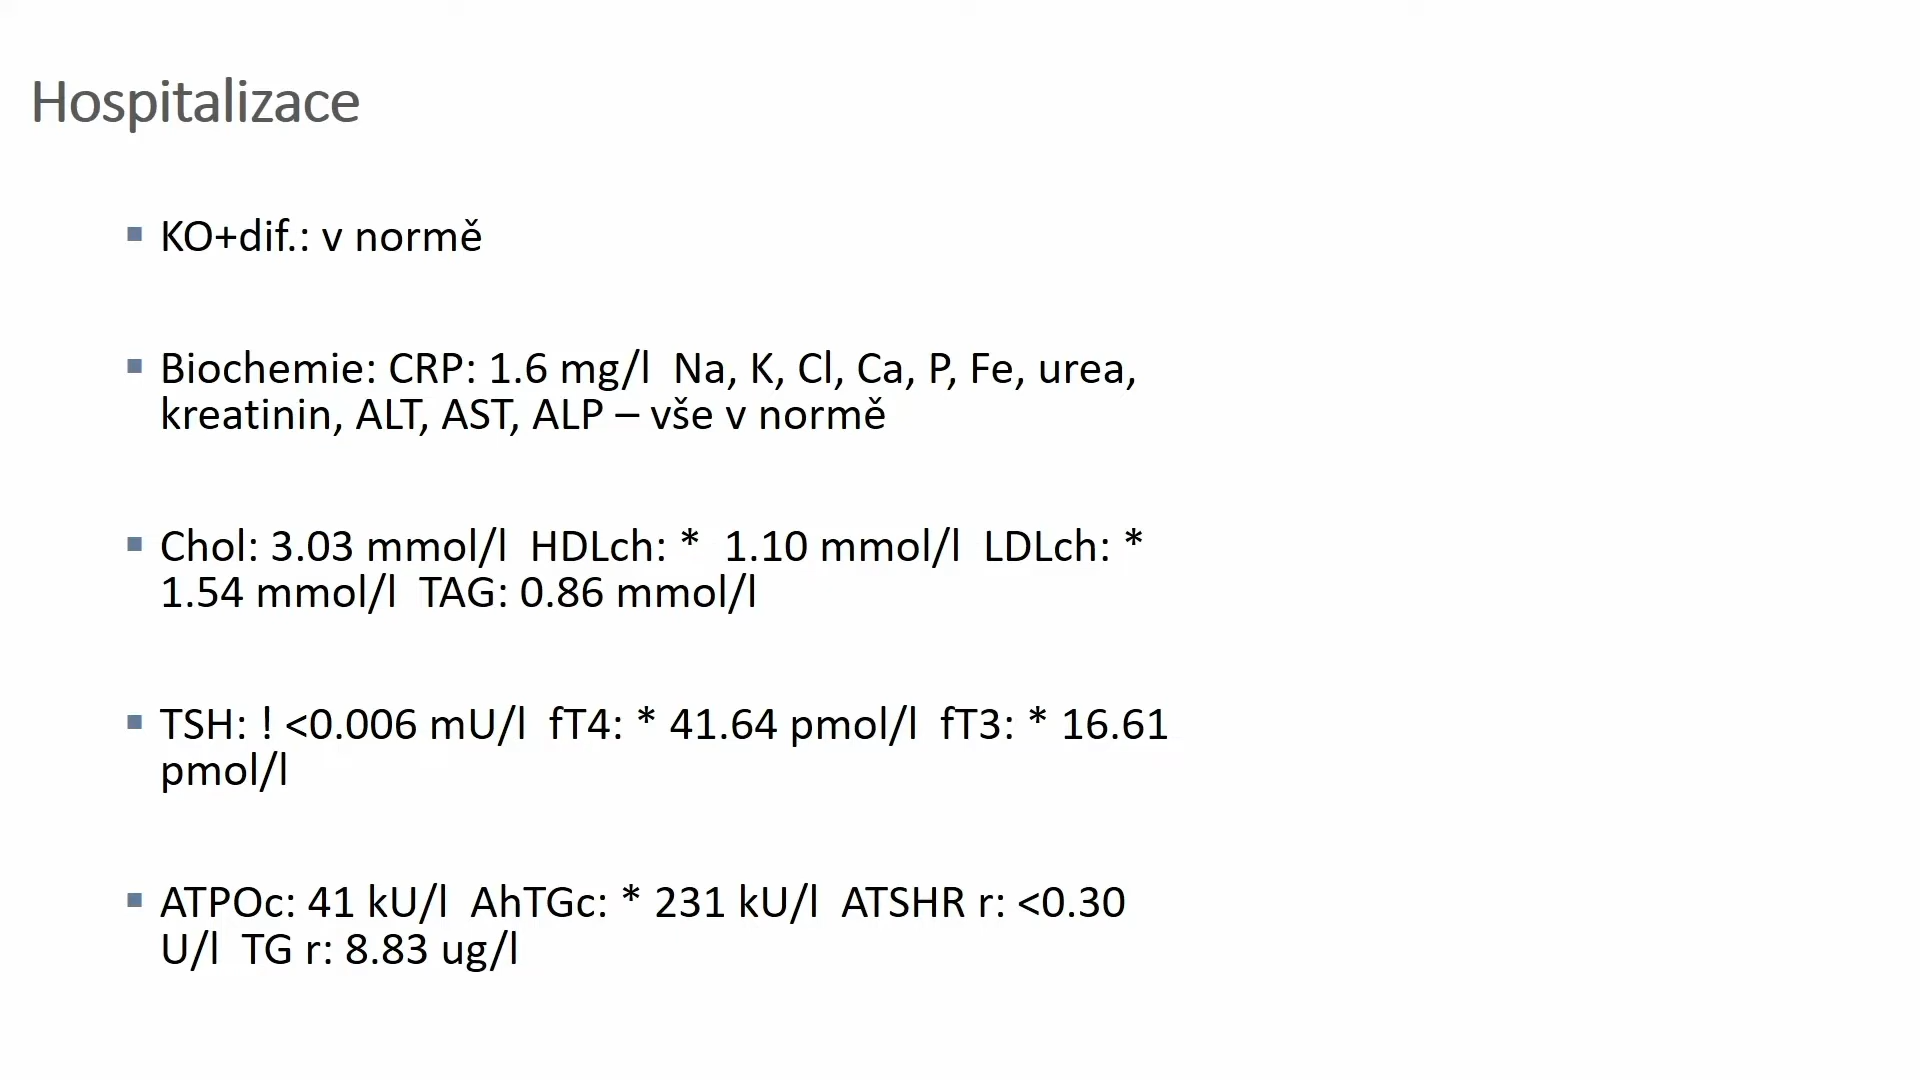 Hospitalizace
▪ KO+dif.: v normě
▪ Biochemie: CRP: 1.6 mg/l  Na, K, Cl, Ca, P, Fe, urea,
kreatinin, ALT, AST, ALP – vše v normě
▪ Chol: 3.03 mmol/l  HDLch: *  1.10 mmol/l  LDLch: *
1.54 mmol/l  TAG: 0.86 mmol/l
▪ TSH: ! <0.006 mU/l  fT4: * 41.64 pmol/l  fT3: * 16.61
pmol/l
▪ ATPOc: 41 kU/l  AhTGc: * 231 kU/l  ATSHR r: <0.30
U/l  TG r: 8.83 ug/l